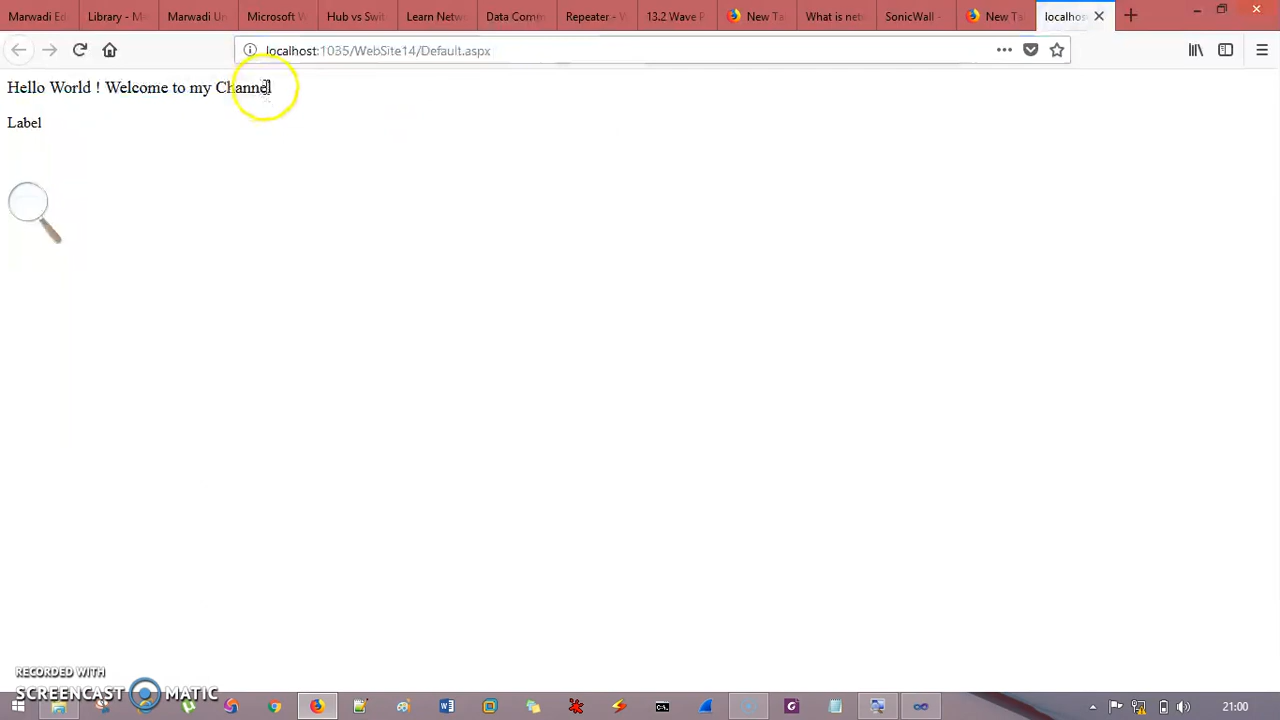 Marwadi Ed
Library - M
Marwadi Un
Microsoft W
Hub vs Swit
Learn Netw
Data Comm
Repeater - W
13.2 Wave P
New Ta
What is net
SonicWall -
New Ta
localhos
localhost:1035/WebSite14/Default.aspx
Hello World ! Welcome to my Channel
Label
RECORDED WITH
SCREENCAST MATIC
21:00